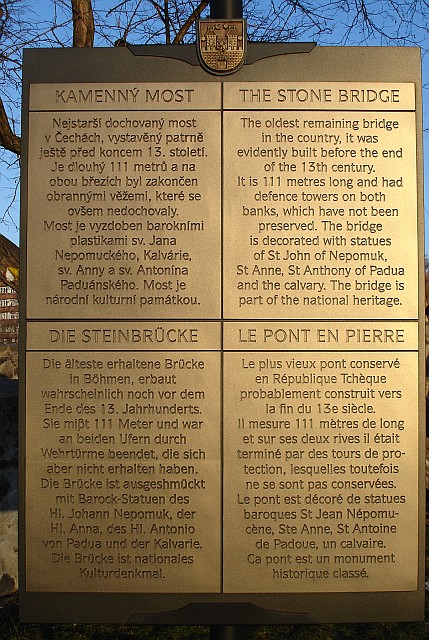 KAMENNÝ MOST
Nejstarší dochovaný most
v Čechách, vystavěný patrně
ještě před koncem 13. století.
Je dlouhý 111 metrů a na
obou březích byl zakončen
obrannými věžemi, které se
ovšem nedochovaly.
Most je vyzdoben barokními
plastikami sv. Jana
Nepomuckého, Kalvárie,
sv. Anny a sv. Antonína
Paduánského. Most je
národní kulturní památkou.
THE STONE BRIDGE
The oldest remaining bridge
in the country, it was
evidently built before the end
of the 13th century.
It is 111 metres long and had
defence towers on both
banks, which have not been
preserved. The bridge
is decorated with statues
of St John of Nepomuk,
St Anne, St Anthony of Padua
and the calvary. The bridge is
part of the national heritage.
DIE STEINBRÜCKE
Die älteste erhaltene Brücke
in Böhmen, erbaut
wahrscheinlich noch vor dem
Ende des 13. Jahrhunderts.
Sie mißt 111 Meter und war
an beiden Ufern durch
Wehrtürme beendet, die sich
aber nicht erhalten haben.
Die Brücke ist ausgeshmückt
mit Barock-Statuen des
Hl. Johann Nepomuk, der
Hl. Anna, des Hl. Antonio
von Padua und der Kalvarie.
Die Brücke ist nationales
Kulturdenkmal.
LE PONT EN PIERRE
Le plus vieux pont conservé
en République Tchèque
probablement construit vers
la fin du 13e siècle.
Il mesure 111 mètres de long
et sur ses deux rives il était
terminé par des tours de pro-
tection, lesquelles toutefois
ne se sont pas conservées.
Le pont est décoré de statues
baroques St Jean Népomu-
cène, Ste Anne, St Antoine
de Padoue, un calvaire.
Ca pont est un monument
historique classé.